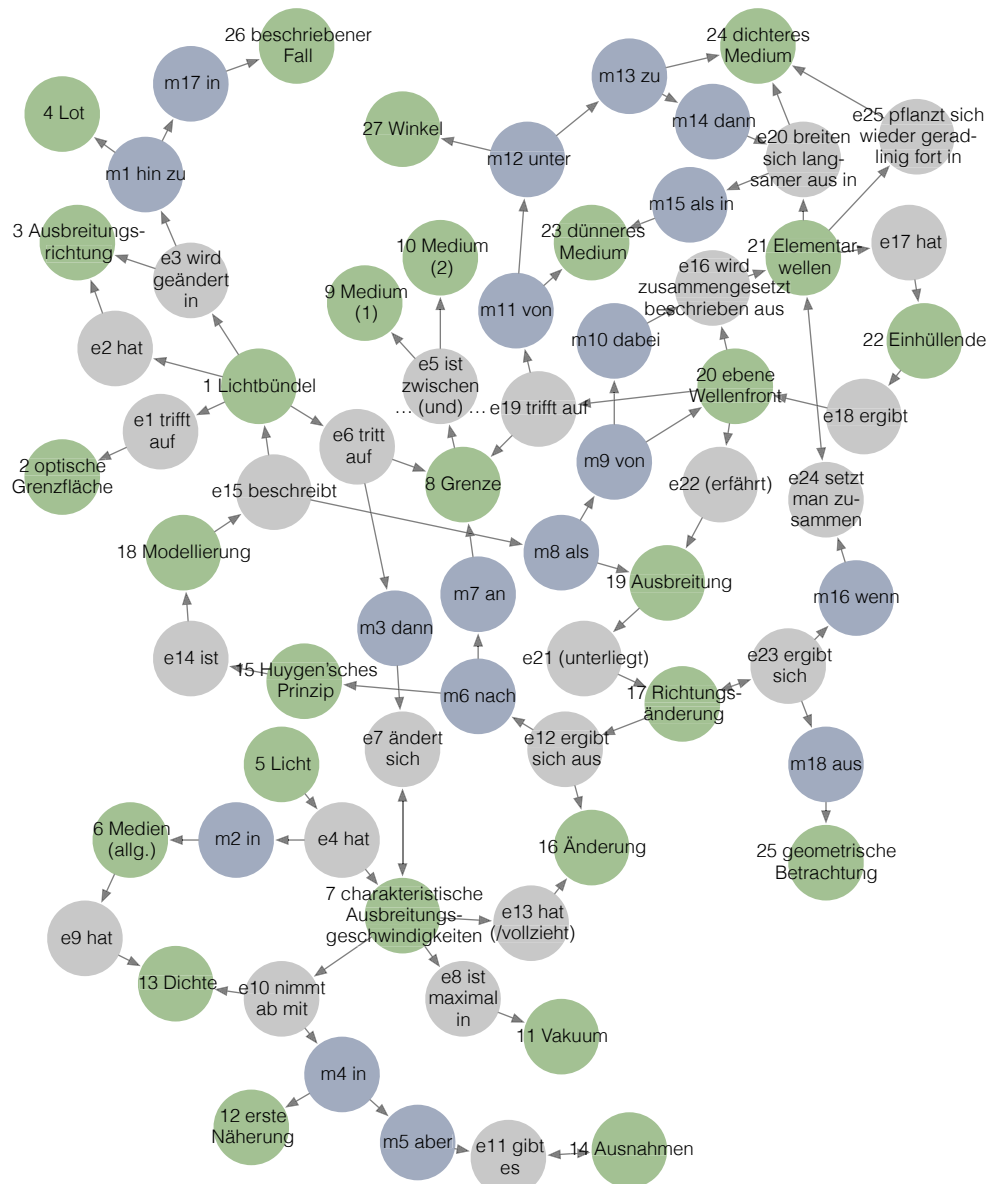 26 beschriebener
Fall
24 dichteres
Medium
m13 zu
m17 in
4 Lot
27 Winkel
m14 dann
e25 pflanzt sich
wieder gerad-
linig fort in
e20 breiten
sich lang-
samer aus in
m12 unter
m1 hin zu
m15 als in
3 Ausbreitungs-
richtung
10 Medium
(2)
23 dünneres
Medium
21 Elementar-
wellen
e17 hat
e3 wird
geändert
in
e16 wird
zusammengesetzt
beschrieben aus
9 Medium
(1)
m11 von
m10 dabei
22 Einhüllende
e2 hat
1 Lichtbündel
e5 ist
zwischen
… (und) …
20 ebene
Wellenfront
e19 trifft auf
e18 ergibt
e1 trifft
auf
e6 tritt
auf
m9 von
2 optische
Grenzfläche
e15 beschreibt
8 Grenze
e22 (erfährt)
e24 setzt
man zu-
sammen
18 Modellierung
m8 als
19 Ausbreitung
m7 an
m16 wenn
m3 dann
e14 ist
15 Huygen'sches
Prinzip
e21 (unterliegt)
e23 ergibt
sich
m6 nach
17 Richtungs-
änderung
e7 ändert
sich
e12 ergibt
sich aus
5 Licht
m18 aus
6 Medien
(allg.)
m2 in
e4 hat
16 Änderung
25 geometrische
Betrachtung
7 charakteristische
Ausbreitungs-
geschwindigkeiten
e13 hat
(/vollzieht)
e9 hat
13 Dichte
e10 nimmt
ab mit
e8 ist
maximal
in
11 Vakuum
m4 in
12 erste
Näherung
m5 aber
e11 gibt
es
14 Ausnahmen